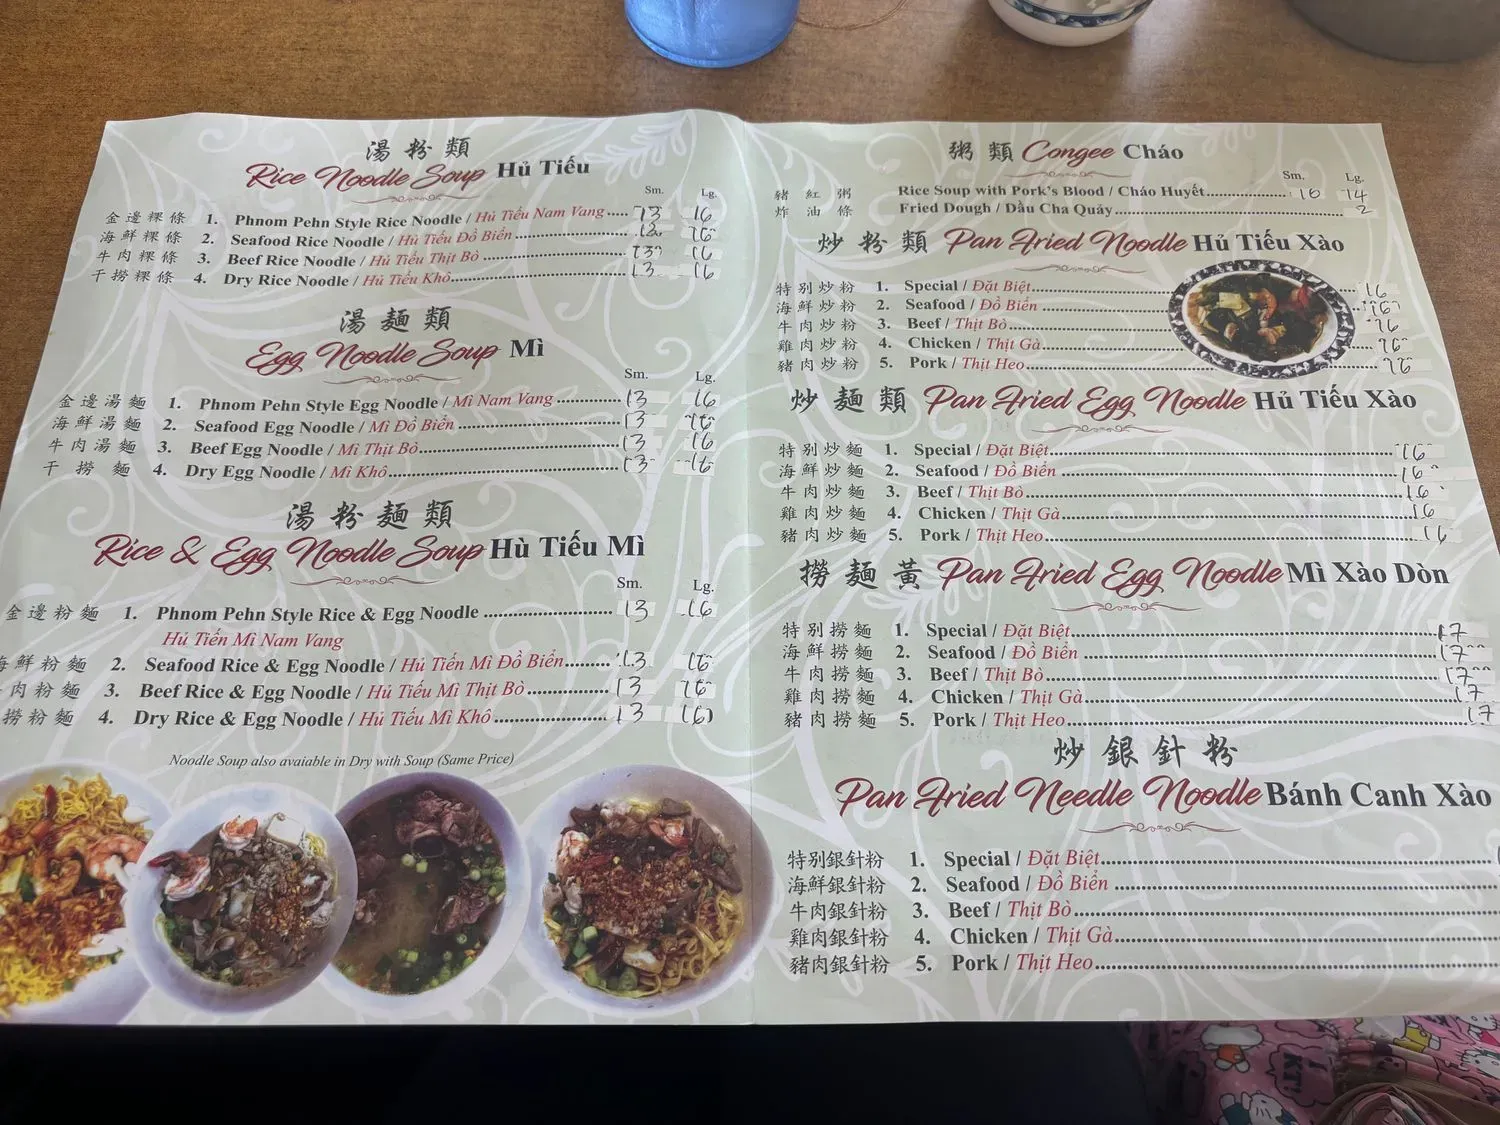 湯粉類
Rice Noodle Soup Hủ Tiếu
Sm. Lg.
金邊粿條 1. Phnom Pehn Style Rice Noodle / Hủ Tiếu Nam Vang 13 16
海鮮粿條 2. Seafood Rice Noodle / Hủ Tiếu Đồ Biển 13 16
牛肉粿條 3. Beef Rice Noodle / Hủ Tiếu Thịt Bò 13 16
干撈粿條 4. Dry Rice Noodle / Hủ Tiếu Khô 13 16
湯麵類
Egg Noodle Soup Mì
Sm. Lg.
金邊湯麵 1. Phnom Pehn Style Egg Noodle / Mì Nam Vang 13 16
海鮮湯麵 2. Seafood Egg Noodle / Mì Đồ Biển 13 16
牛肉湯麵 3. Beef Egg Noodle / Mì Thịt Bò 13 16
干撈麵 4. Dry Egg Noodle / Mì Khô 13 16
湯粉麵類
Rice & Egg Noodle Soup Hù Tiếu Mì
Sm. Lg.
金邊粉麵 1. Phnom Pehn Style Rice & Egg Noodle 13 16
Hủ Tiến Mì Nam Vang
海鮮粉麵 2. Seafood Rice & Egg Noodle / Hủ Tiến Mì Đồ Biển 13 16
肉粉麵 3. Beef Rice & Egg Noodle / Hủ Tiếu Mì Thịt Bò 13 16
撈粉麵 4. Dry Rice & Egg Noodle / Hủ Tiếu Mì Khô 13 16
Noodle Soup also avaiable in Dry with Soup (Same Price)
粥類 Congee Cháo
Sm. Lg.
豬紅粥 Rice Soup with Pork's Blood / Cháo Huyết 10 14
炸油條 Fried Dough / Dầu Cha Quảy 2
炒粉類 Pan Fried Noodle Hủ Tiếu Xào
特別炒粉 1. Special / Đặt Biệt 16
海鮮炒粉 2. Seafood / Đồ Biển 16
牛肉炒粉 3. Beef / Thịt Bò 16
雞肉炒粉 4. Chicken / Thịt Gà 16
豬肉炒粉 5. Pork / Thịt Heo 16
炒麵類 Pan Fried Egg Noodle Hủ Tiếu Xào
特別炒麵 1. Special / Đặt Biệt 16
海鮮炒麵 2. Seafood / Đồ Biển 16
牛肉炒麵 3. Beef / Thịt Bò 16
雞肉炒麵 4. Chicken / Thịt Gà 16
豬肉炒麵 5. Pork / Thịt Heo 16
撈麵黃 Pan Fried Egg Noodle Mì Xào Dòn
特别撈麵 1. Special / Đặt Biệt 17
海鮮撈麵 2. Seafood / Đồ Biển 17
牛肉撈麵 3. Beef / Thịt Bò 17
雞肉撈麵 4. Chicken / Thịt Gà 17
豬肉撈麵 5. Pork / Thịt Heo 17
炒銀針粉
Pan Fried Needle Noodle Bánh Canh Xào
特別銀針粉 1. Special / Đặt Biệt
海鮮銀針粉 2. Seafood / Đồ Biển
牛肉銀針粉 3. Beef / Thịt Bò
雞肉銀針粉 4. Chicken / Thịt Gà
豬肉銀針粉 5. Pork / Thịt Heo